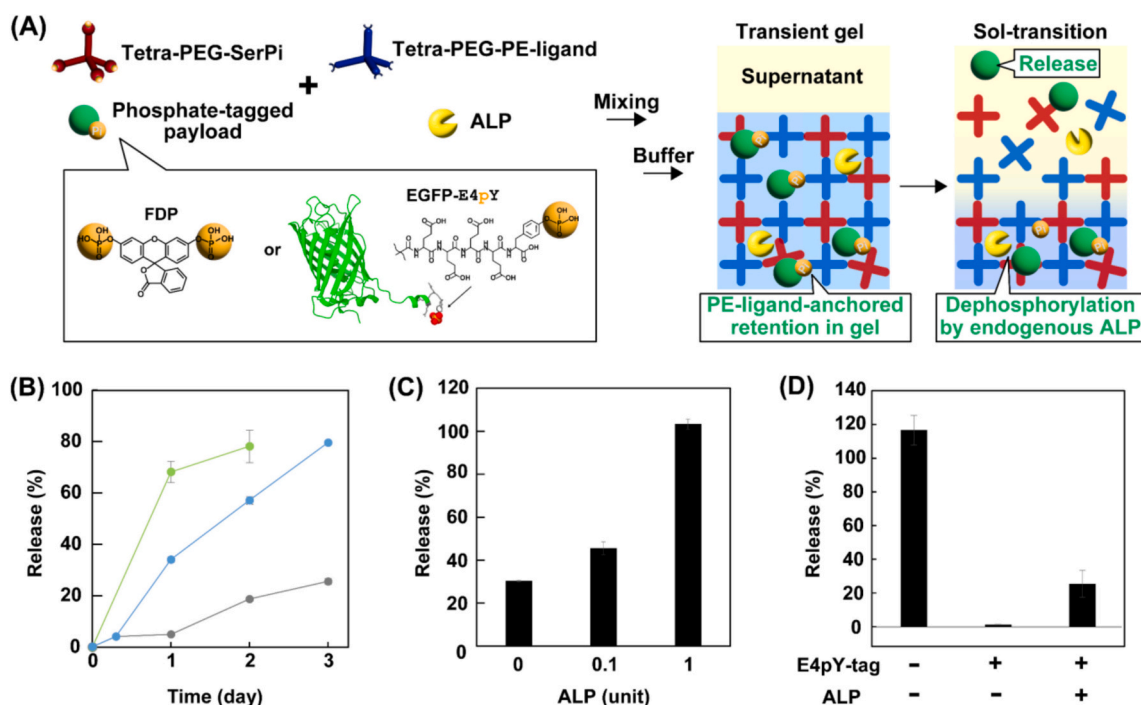 (A)
Tetra-PEG-SerPi
+
Tetra-PEG-PE-ligand
Phosphate-tagged
payload
Pi
ALP
Mixing
Buffer
FDP
or
EGFP-E4pY
Transient gel
Supernatant
PE-ligand-anchored
retention in gel
Sol-transition
Release
Pi
Dephosphorylation
by endogenous ALP
(B)
Release (%)
100
80
60
40
20
0
0 1 2 3
Time (day)
(C)
Release (%)
120
100
80
60
40
20
0
0 0.1 1
ALP (unit)
(D)
Release (%)
140
120
100
80
60
40
20
0
E4pY-tag - + +
ALP - - +